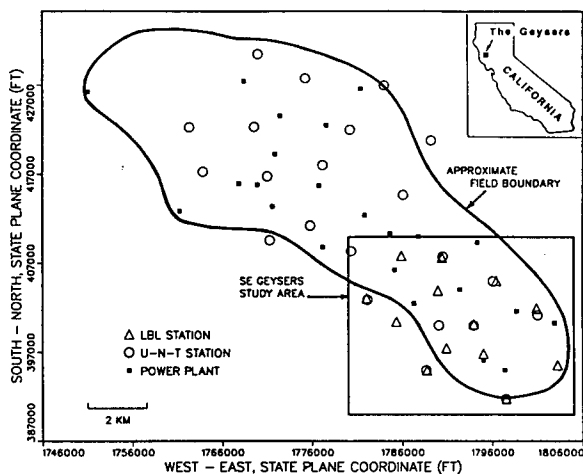 The Geysers
CALIFORNIA
APPROXIMATE
FIELD BOUNDARY
SE GEYSERS
STUDY AREA
LBL STATION
U-N-T STATION
POWER PLANT
2 KM
SOUTH - NORTH, STATE PLANE COORDINATE (FT)
427000
417000
407000
397000
387000
1746000 1756000 1766000 1776000 1786000 1796000 1806000
WEST - EAST, STATE PLANE COORDINATE (FT)